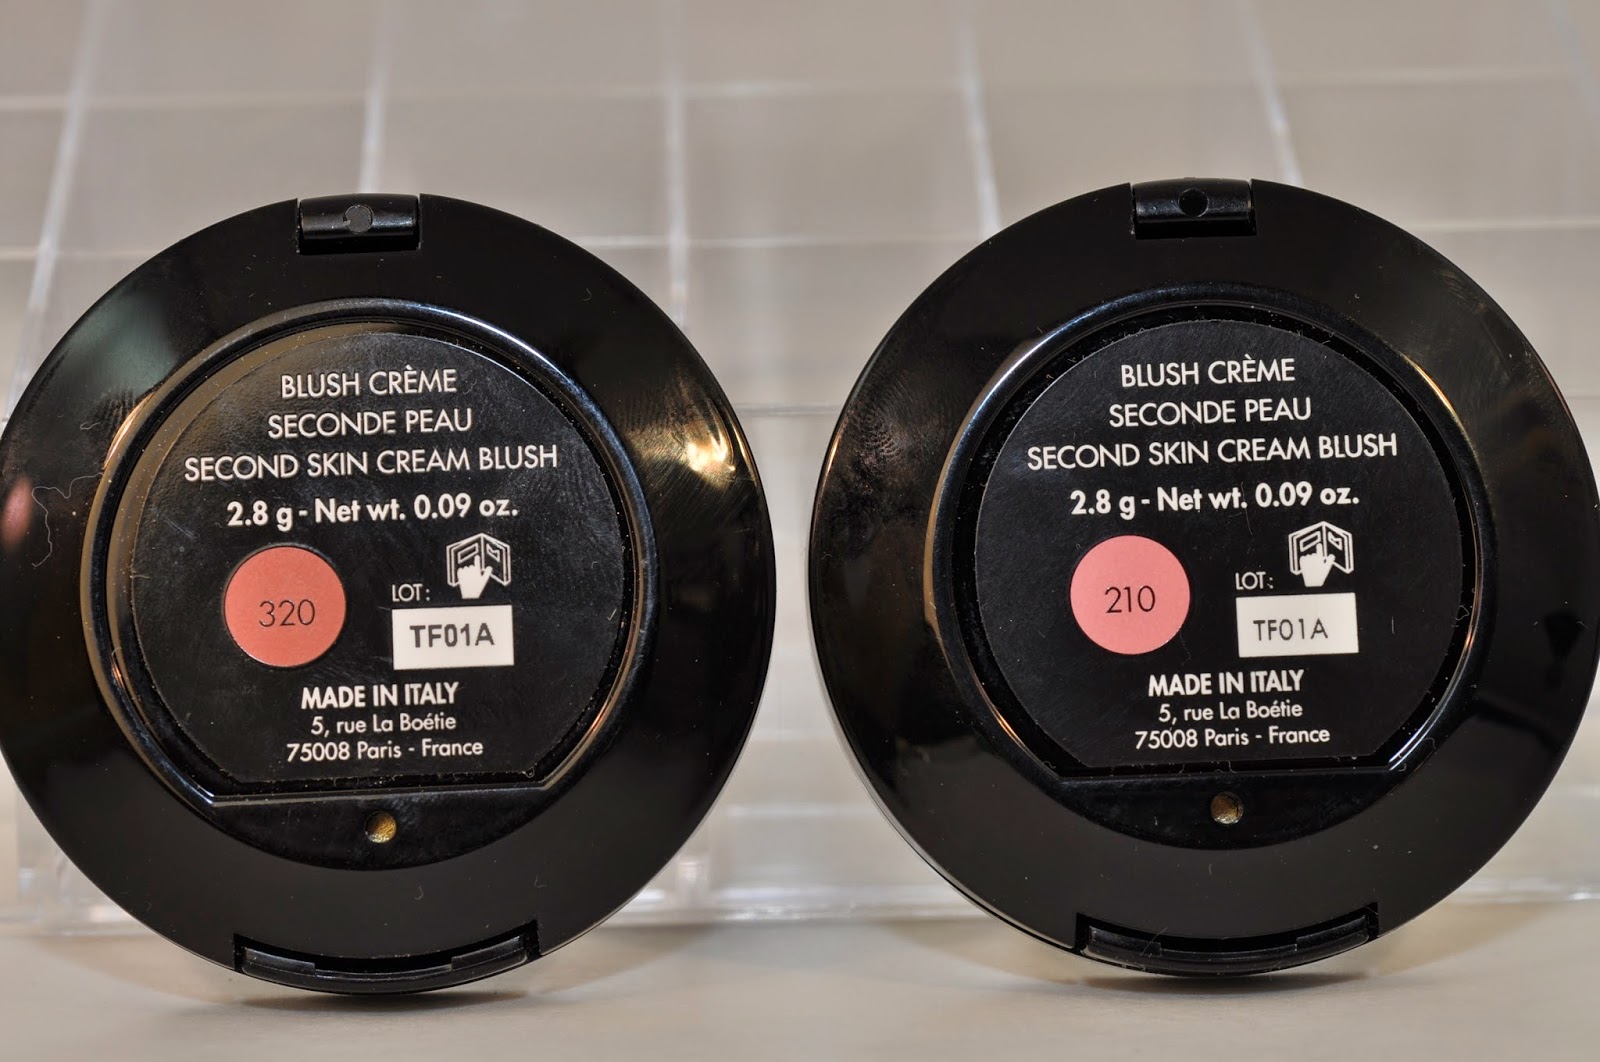 BLUSH CRÈME
SECONDE PEAU
SECOND SKIN CREAM BLUSH
2.8 g - Net wt. 0.09 oz.
320
LOT:
TF01A
MADE IN ITALY
5, rue La Boétie
75008 Paris - France
BLUSH CRÈME
SECONDE PEAU
SECOND SKIN CREAM BLUSH
2.8 g - Net wt. 0.09 oz.
210
LOT:
TF01A
MADE IN ITALY
5, rue La Boétie
75008 Paris - France